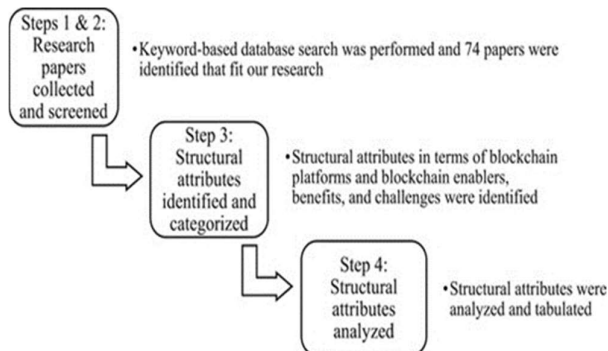 Steps 1 & 2:
Research
papers
collected
and screened
•Keyword-based database search was performed and 74 papers were
identified that fit our research
Step 3:
Structural
attributes
identified and
categorized
•Structural attributes in terms of blockchain
platforms and blockchain enablers,
benefits, and challenges were identified
Step 4:
Structural
attributes
analyzed
•Structural attributes were
analyzed and tabulated